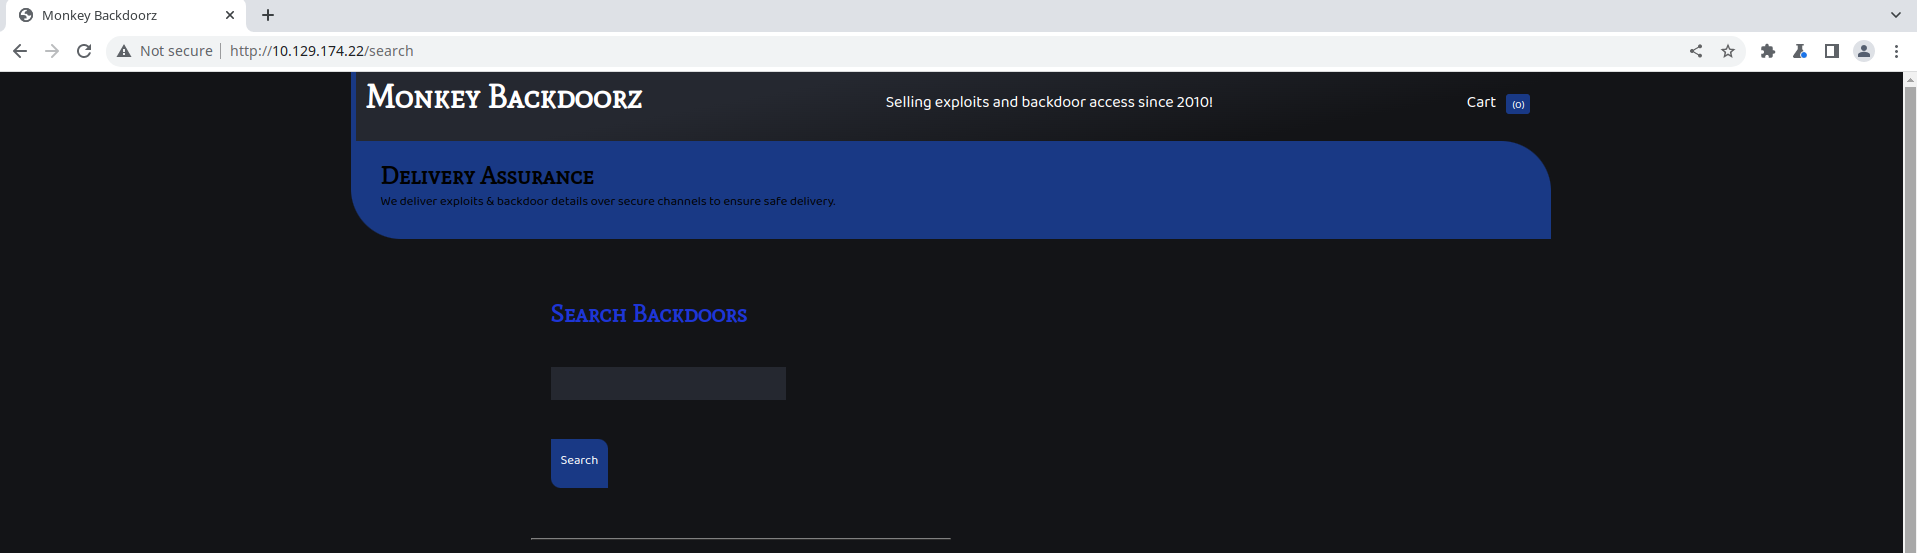 Monkey Backdoorz
Not secure | http://10.129.174.22/search
Monkey Backdoorz
Selling exploits and backdoor access since 2010!
Cart (0)
Delivery Assurance
We deliver exploits & backdoor details over secure channels to ensure safe delivery.
Search Backdoors
Search